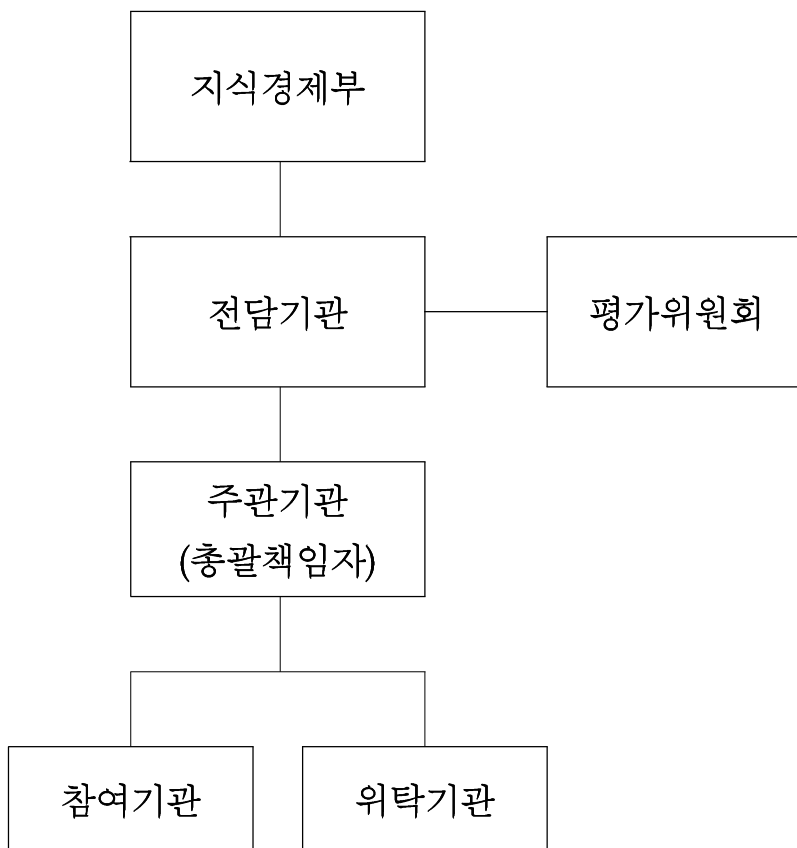 지식경제부
전담기관
평가위원회
주관기관
(총괄책임자)
참여기관
위탁기관